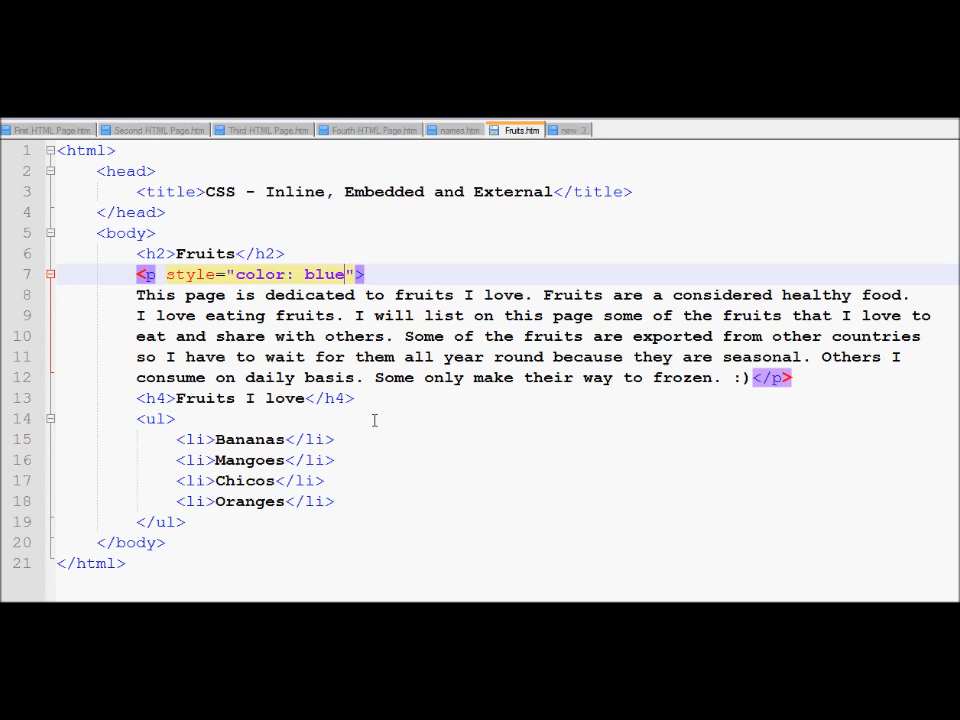 First HTML Page.htm Second HTML Page.htm Third HTML Page.htm Fourth HTML Page.htm names.htm Fruits.htm new 3
1 <html>
2 <head>
3 <title>CSS - Inline, Embedded and External</title>
4 </head>
5 <body>
6 <h2>Fruits</h2>
7 <p style="color: blue">
8 This page is dedicated to fruits I love. Fruits are a considered healthy food.
9 I love eating fruits. I will list on this page some of the fruits that I love to
10 eat and share with others. Some of the fruits are exported from other countries
11 so I have to wait for them all year round because they are seasonal. Others I
12 consume on daily basis. Some only make their way to frozen. :)</p>
13 <h4>Fruits I love</h4>
14 <ul>
15 <li>Bananas</li>
16 <li>Mangoes</li>
17 <li>Chicos</li>
18 <li>Oranges</li>
19 </ul>
20 </body>
21 </html>